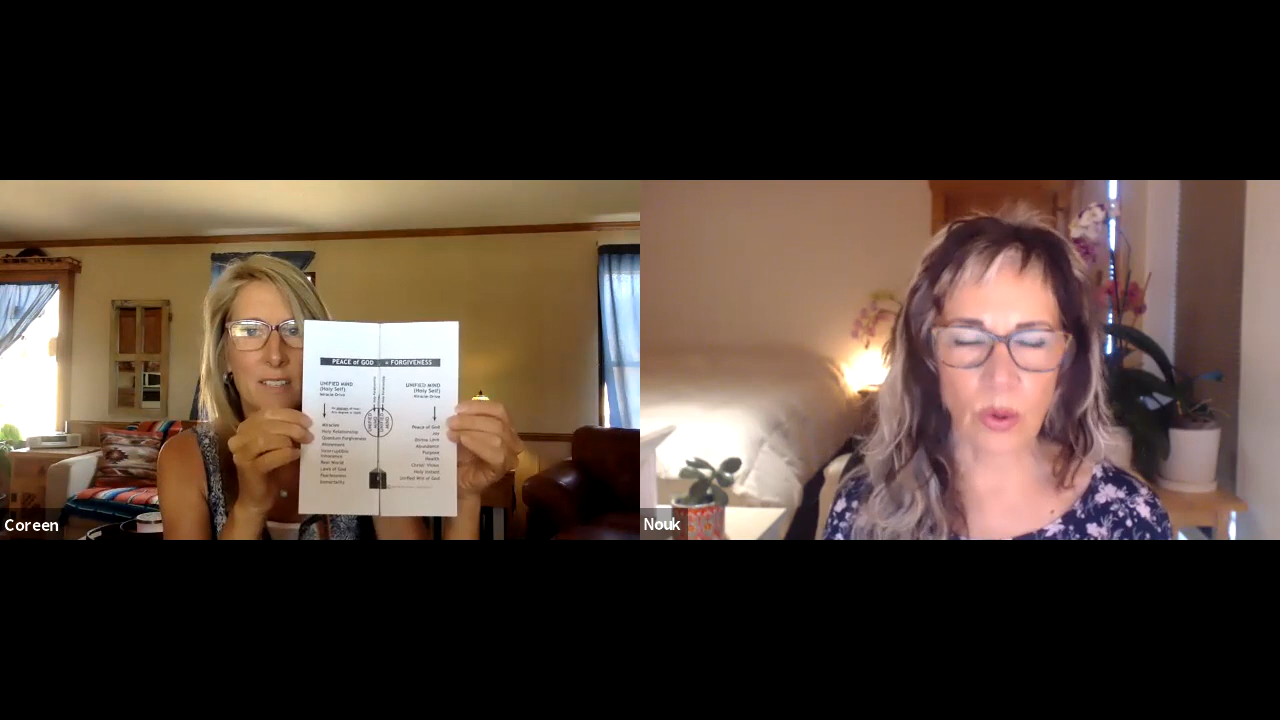 PEACE of GOD = FORGIVENESS
UNIFIED MIND
(Holy Self)
Miracle-Drive
Miracles
Holy Relationship
Quantum Forgiveness
Atonement
Incorruptible
Innocence
Real World
Laws of God
Fearlessness
Immortality
UNIFIED MIND
(Holy Self)
Miracle-Drive
Peace of God
Joy
Divine Love
Abundance
Purpose
Health
Christ' Vision
Holy Instant
Unified Will of God
Coreen
Nouk